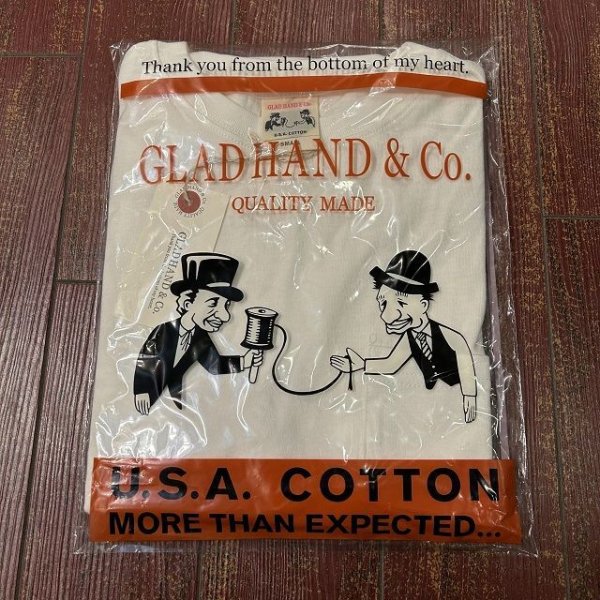 Thank you from the bottom of my heart.
GLAD HAND & Co.
U.S.A. COTTON
SMALL
GLAD HAND & Co.
QUALITY MADE
GLAD HAND & Co.
U.S.A. COTTON
MORE THAN EXPECTED...